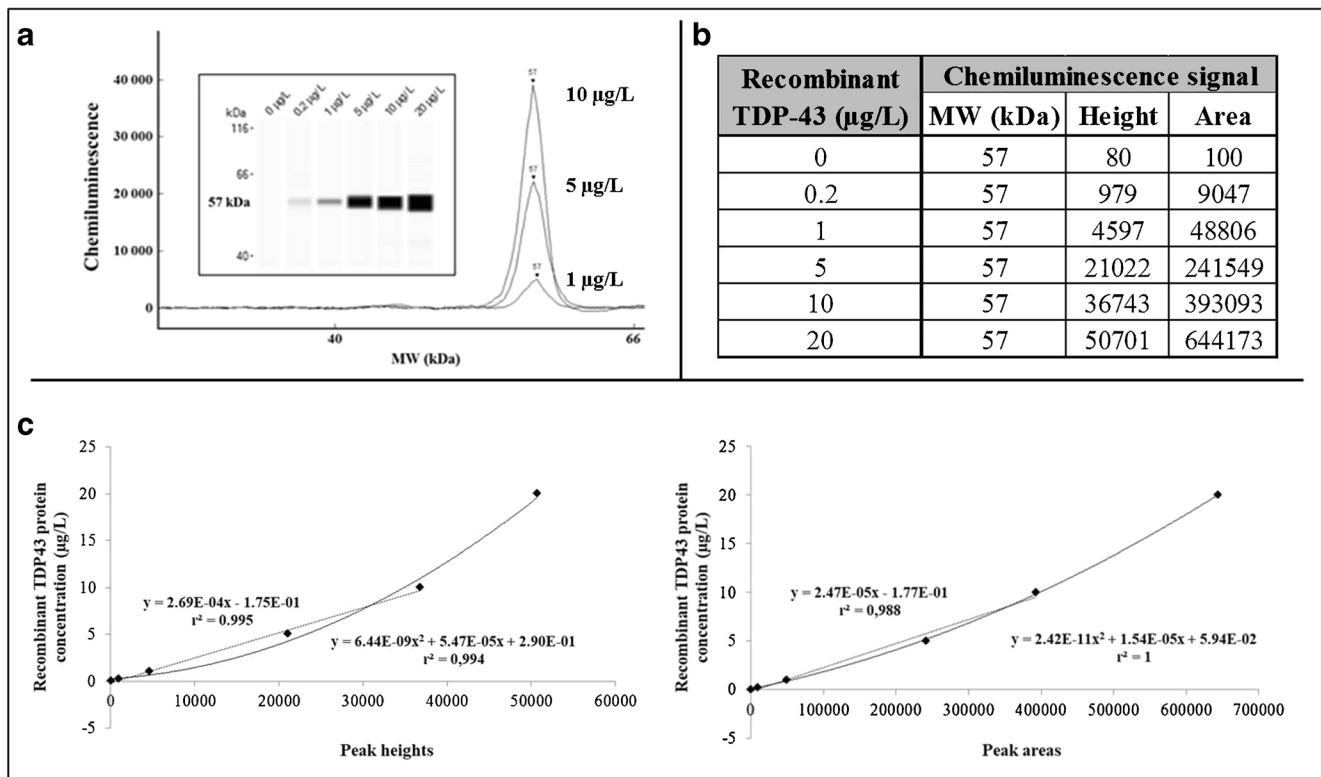 a
Chemiluminescence
40 000
30 000
20 000
10 000
0
40
66
MW (kDa)
kDa
0 µg/L
0.2 µg/L
1 µg/L
5 µg/L
10 µg/L
20 µg/L
116-
66-
57 kDa
40-
57
57
57
10 µg/L
5 µg/L
1 µg/L
b
Recombinant TDP-43 (µg/L) Chemiluminescence signal
MW (kDa) Height Area
0 57 80 100
0.2 57 979 9047
1 57 4597 48806
5 57 21022 241549
10 57 36743 393093
20 57 50701 644173
c
Recombinant TDP43 protein
concentration (µg/L)
25
20
15
10
5
0
-5
0 10000 20000 30000 40000 50000 60000
y = 2.69E-04x - 1.75E-01
r² = 0.995
y = 6.44E-09x² + 5.47E-05x + 2.90E-01
r² = 0,994
Peak heights
Recombinant TDP43 protein
concentration (µg/L)
25
20
15
10
5
0
-5
0 100000 200000 300000 400000 500000 600000 700000
y = 2.47E-05x - 1.77E-01
r² = 0,988
y = 2.42E-11x² + 1.54E-05x + 5.94E-02
r² = 1
Peak areas